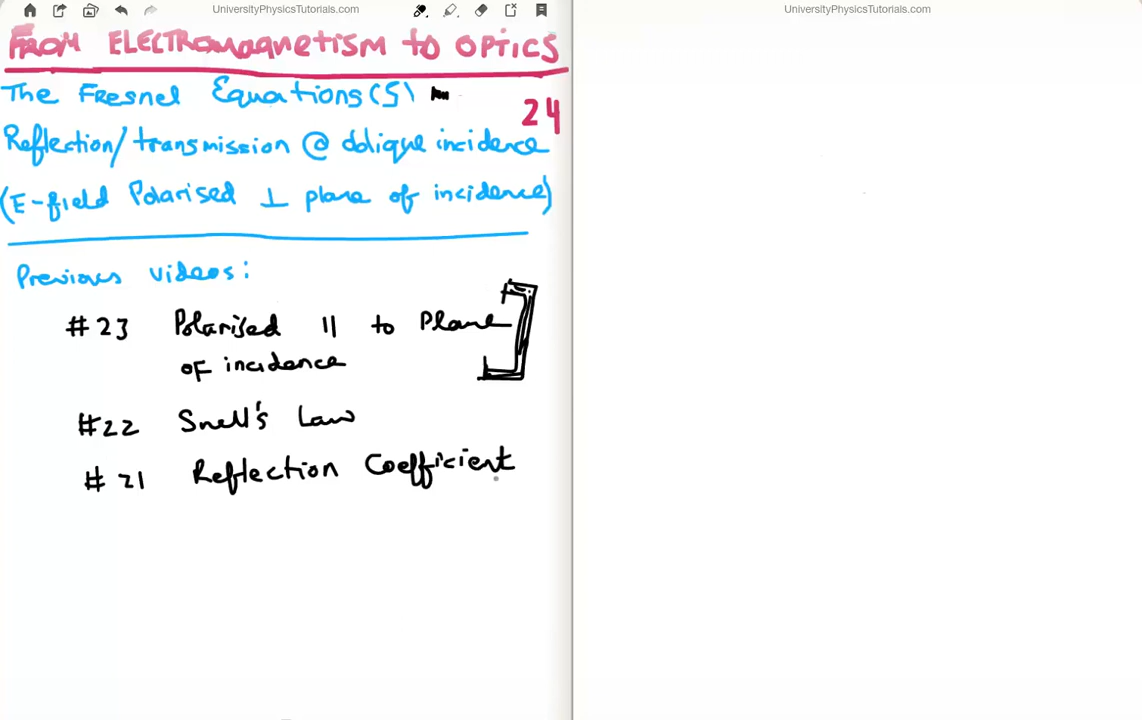 UniversityPhysicsTutorials.com
UniversityPhysicsTutorials.com
FROM ELECTRomagnETISm to OPTICS
The Fresnel Equations(5)
24
Reflection/transmission @ oblique incidence
(E-field Polarised ⊥ plane of incidence)
Previous videos:
#23 Polarised || to Plane
of incidence
#22 Snell's Law
#21 Reflection Coefficient